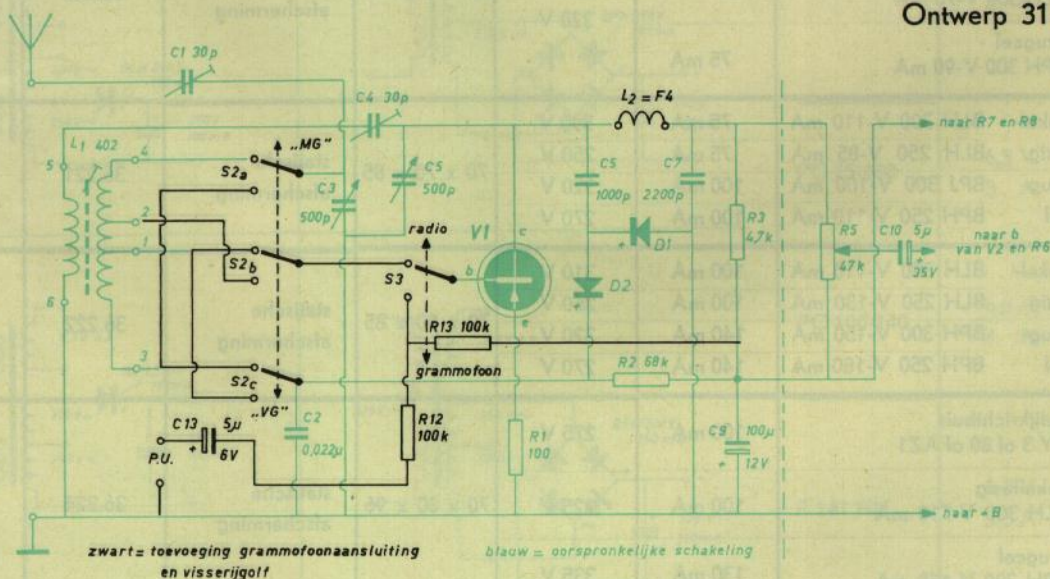 Ontwerp 31
C1 30p
C4 30p
L2 = F4
naar R7 en R8
L1 402
5
4
„MG"
S2a
C3
500p
C5
500p
C5
1000p
C7
2200p
R3
4,7k
radio
V1
c
b
e
D1
R5
47k
C10 5µ
+
35V
naar b
van V2 en R6
2
1
S2b
S3
D2
6
R13 100k
grammofoon
R2 68k
3
S2c
„VG"
C13
5µ
+
6V
P.U.
C2
0,022µ
R12
100k
R1
100
C9
100µ
+
12V
naar -B
zwart = toevoeging grammofoonaansluiting
en visserijgolf
blauw = oorspronkelijke schakeling